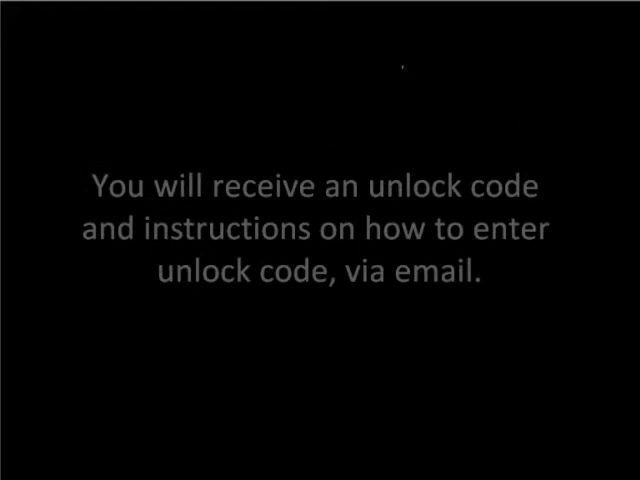 You will receive an unlock code
and instructions on how to enter
unlock code, via email.